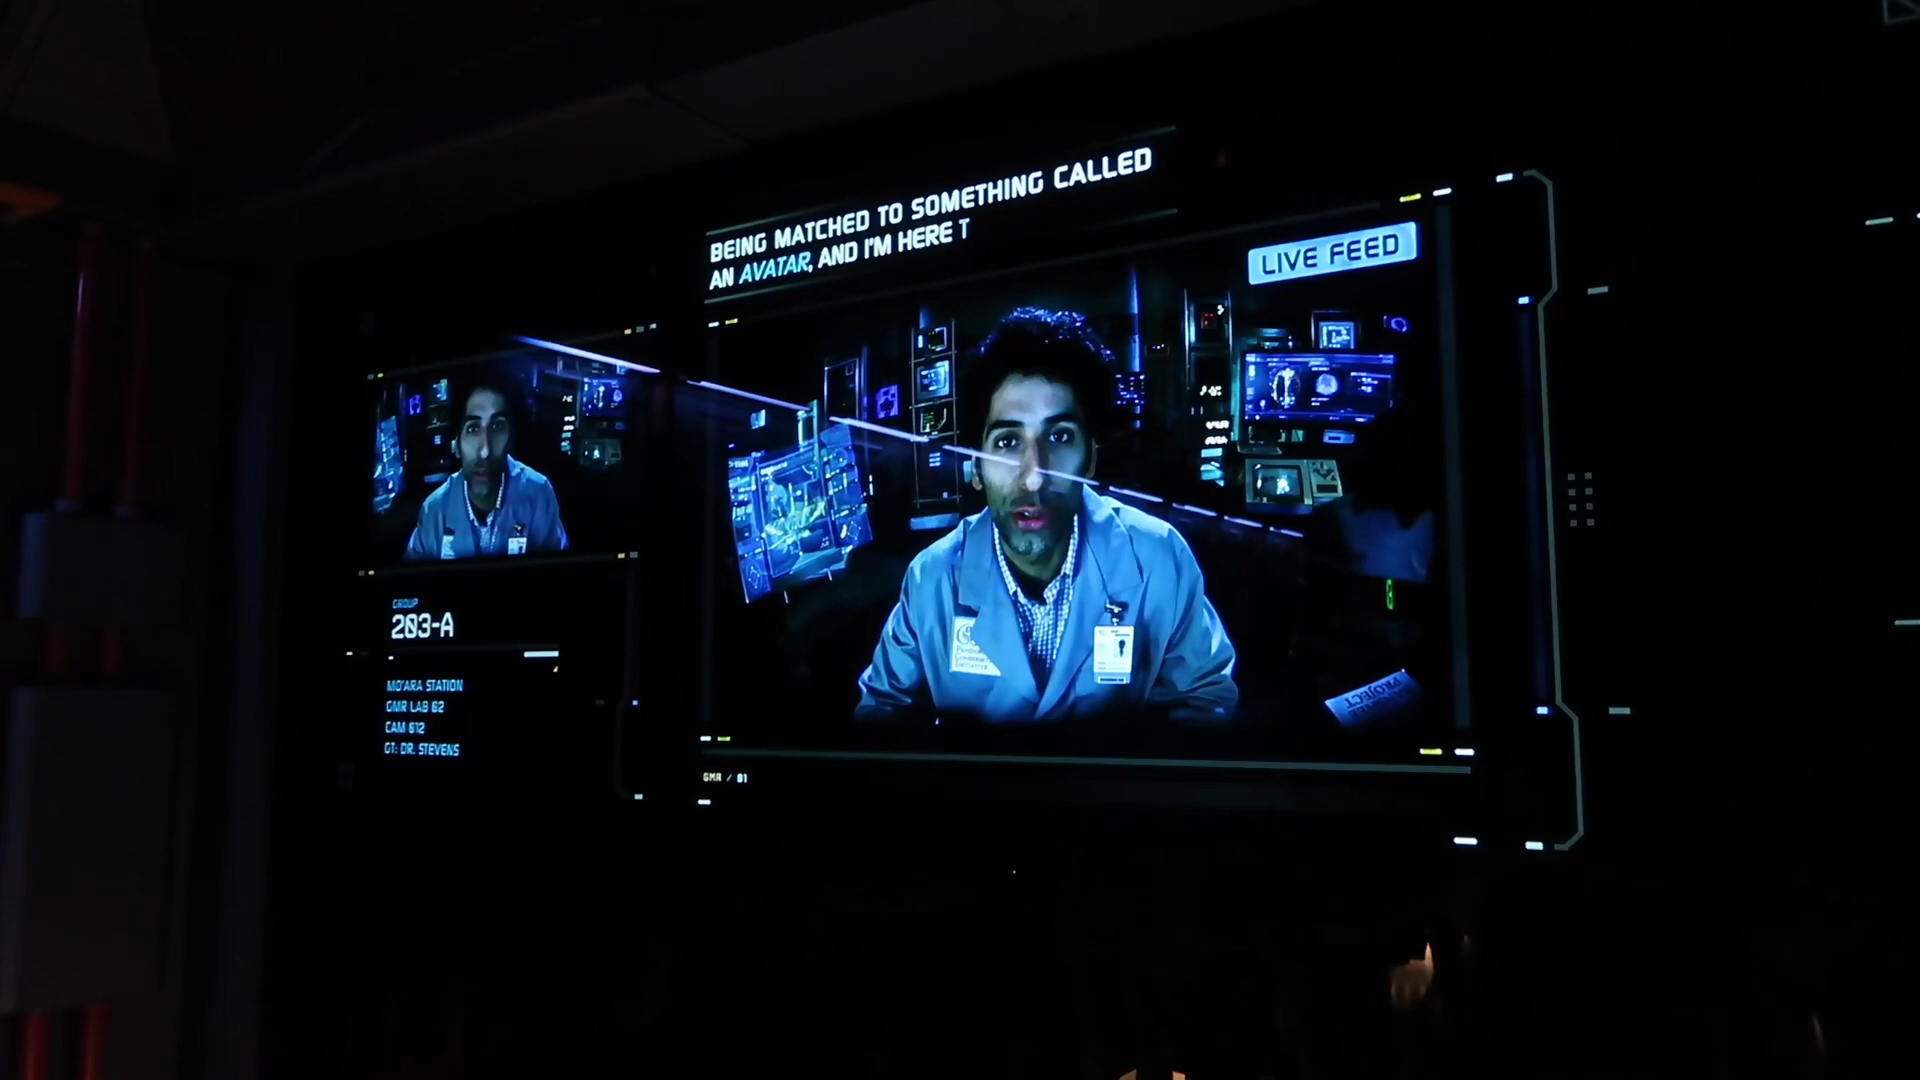 BEING MATCHED TO SOMETHING CALLED
AN AVATAR, AND I'M HERE T
LIVE FEED
GROUP
203-A
MO'ARA STATION
GMR LAB 62
CAM 612
GT: DR. STEVENS
GMR / 01
PROJECT